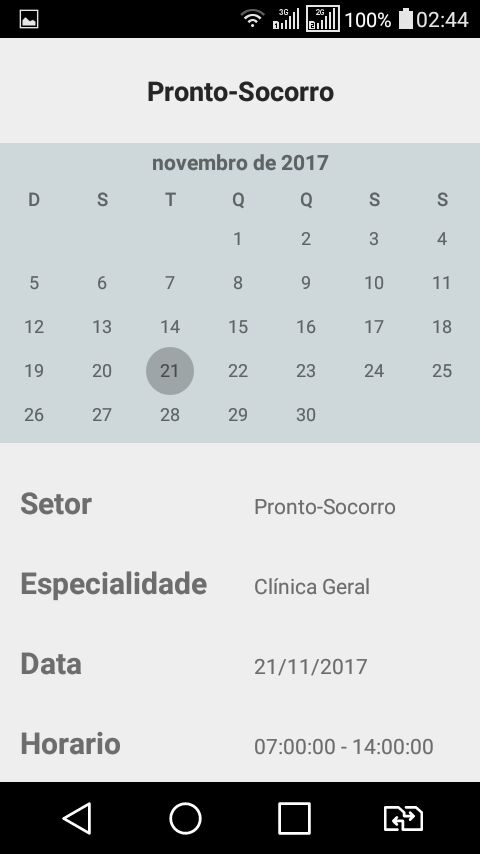 3G 2G 100% 02:44
Pronto-Socorro
novembro de 2017
D S T Q Q S S
1 2 3 4
5 6 7 8 9 10 11
12 13 14 15 16 17 18
19 20 21 22 23 24 25
26 27 28 29 30
Setor Pronto-Socorro
Especialidade Clínica Geral
Data 21/11/2017
Horario 07:00:00 - 14:00:00